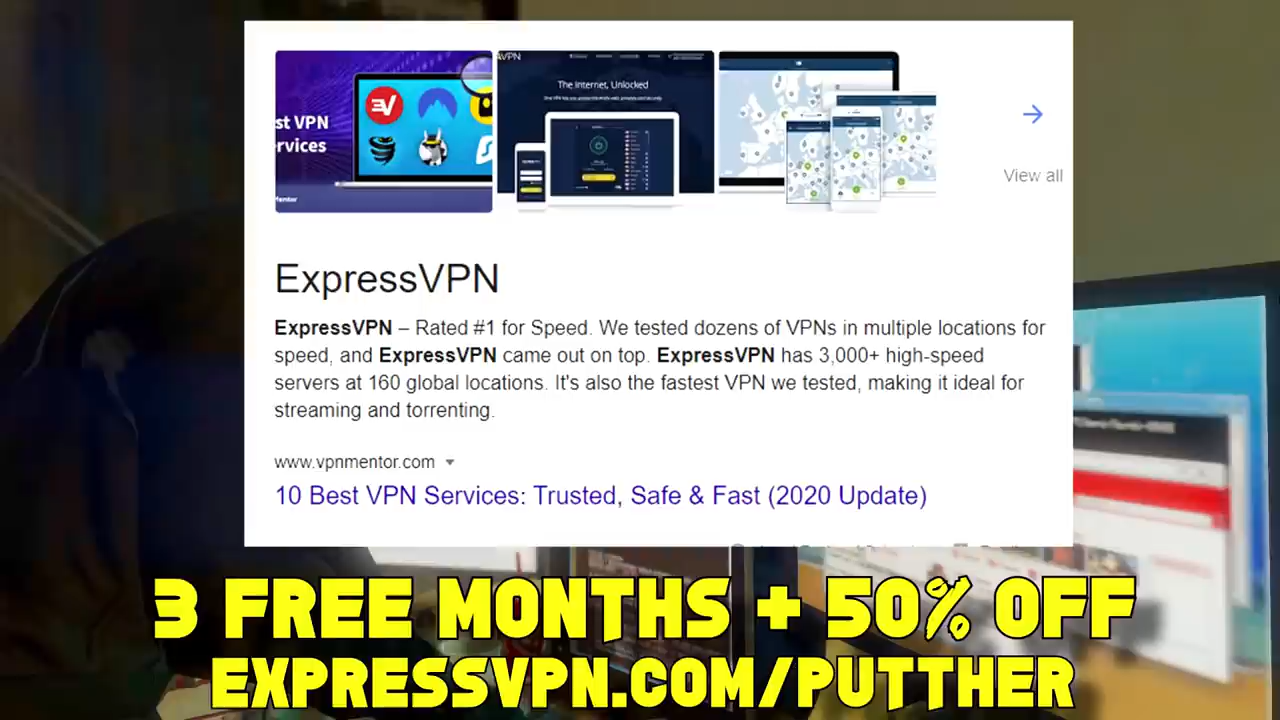 st VPN
rvices
Mentor
VPN
The Internet, Unlocked
View all
ExpressVPN
ExpressVPN – Rated #1 for Speed. We tested dozens of VPNs in multiple locations for
speed, and ExpressVPN came out on top. ExpressVPN has 3,000+ high-speed
servers at 160 global locations. It's also the fastest VPN we tested, making it ideal for
streaming and torrenting.
www.vpnmentor.com
10 Best VPN Services: Trusted, Safe & Fast (2020 Update)
3 FREE MONTHS + 50% OFF
EXPRESSVPN.COM/PUTTHER